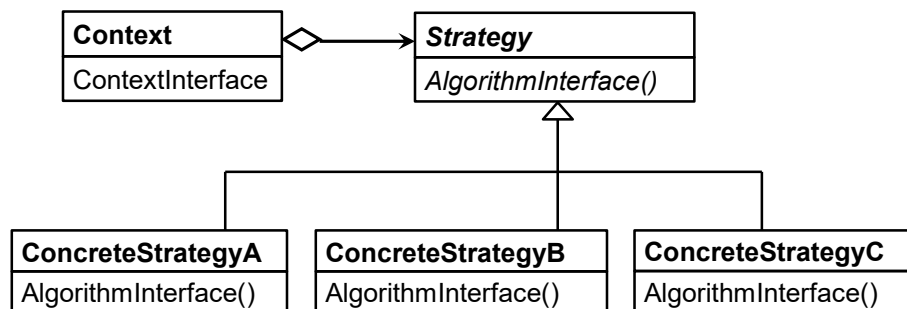 Context
Strategy
ContextInterface
AlgorithmInterface()
ConcreteStrategyA
ConcreteStrategyB
ConcreteStrategyC
AlgorithmInterface()
AlgorithmInterface()
AlgorithmInterface()